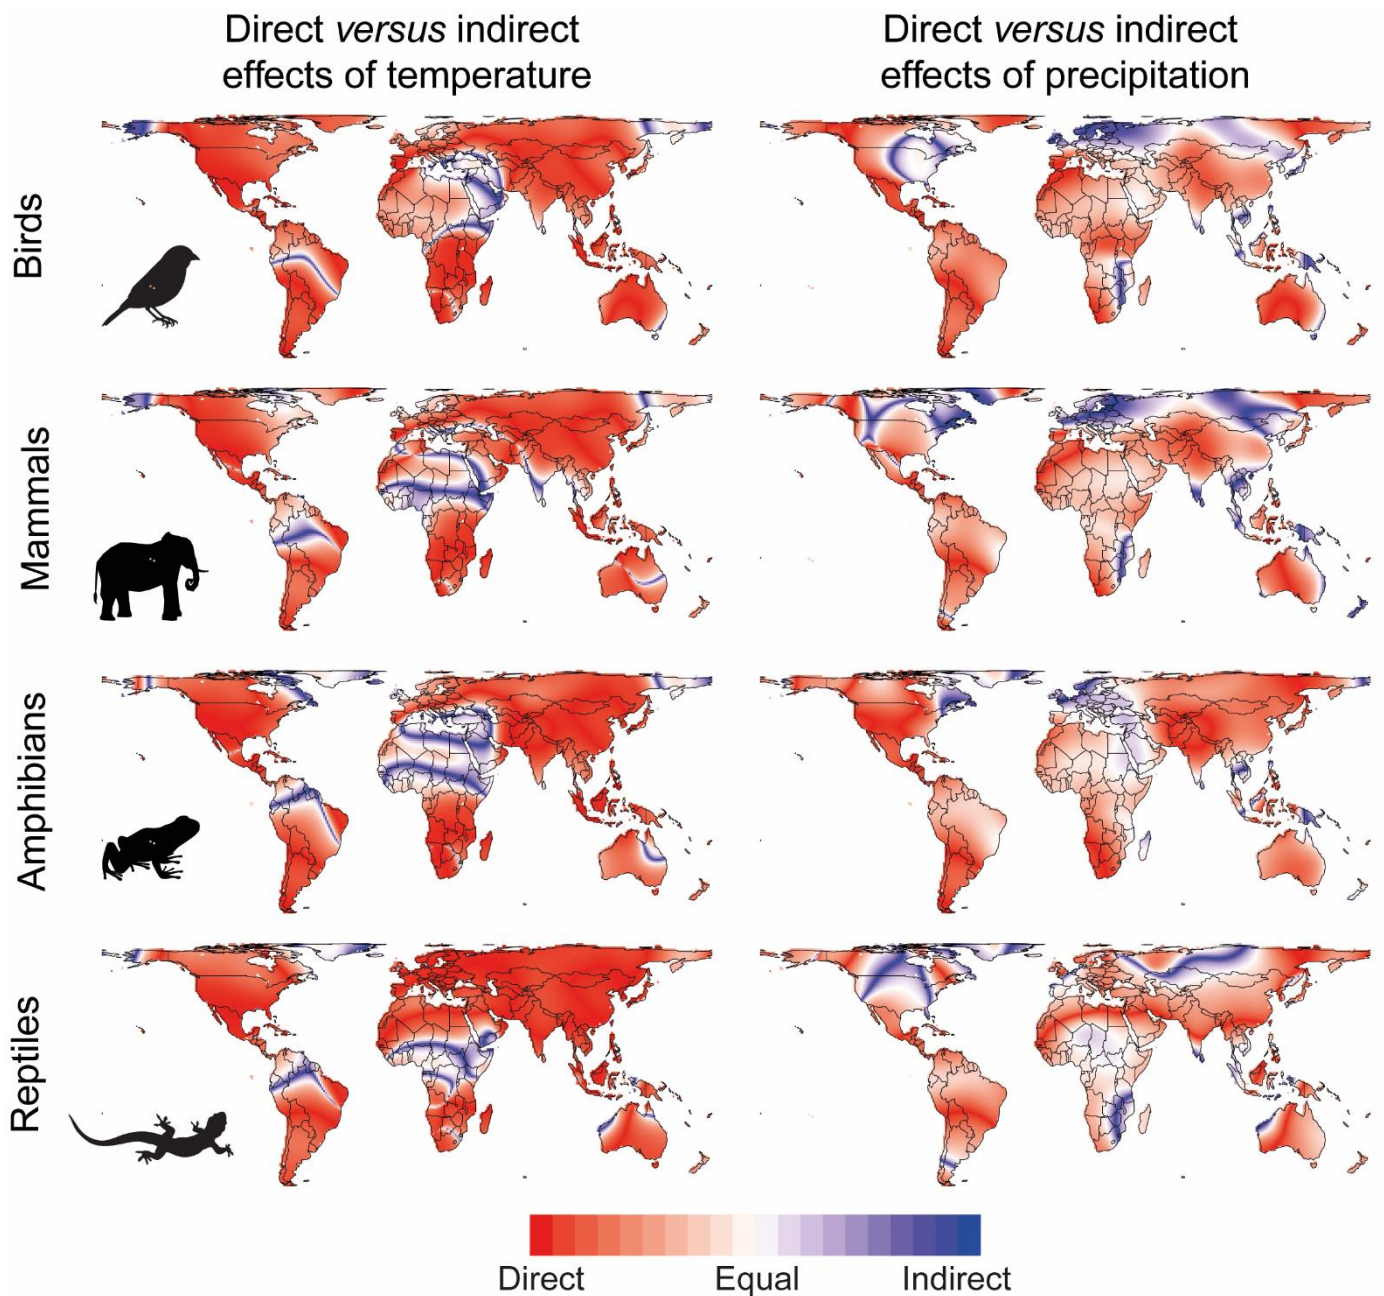 Direct versus indirect
effects of temperature
Direct versus indirect
effects of precipitation
Birds
Mammals
Amphibians
Reptiles
Direct
Equal
Indirect